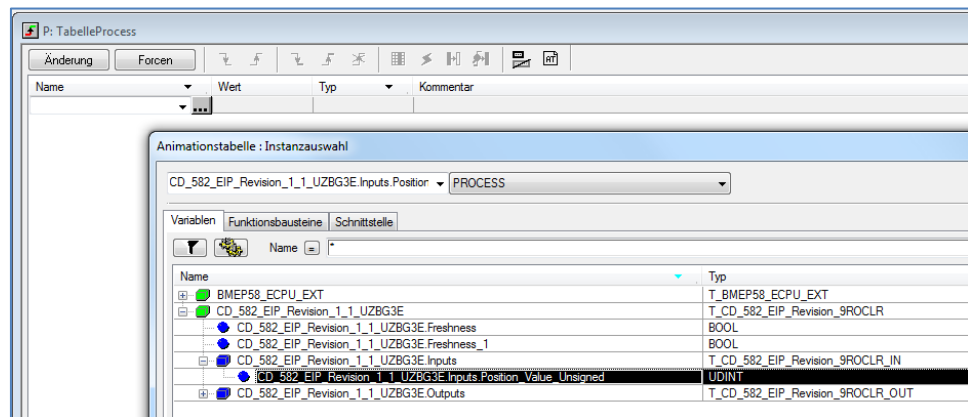 P: TabelleProcess
Änderung Forcen
Name Wert Typ Kommentar
Animationstabelle : Instanzauswahl
CD_582_EIP_Revision_1_1_UZBG3E.Inputs.Position PROCESS
Variablen Funktionsbausteine Schnittstelle
Name = *
Name Typ
BMEP58_ECPU_EXT T_BMEP58_ECPU_EXT
CD_582_EIP_Revision_1_1_UZBG3E T_CD_582_EIP_Revision_9ROCLR
CD_582_EIP_Revision_1_1_UZBG3E.Freshness BOOL
CD_582_EIP_Revision_1_1_UZBG3E.Freshness_1 BOOL
CD_582_EIP_Revision_1_1_UZBG3E.Inputs T_CD_582_EIP_Revision_9ROCLR_IN
CD_582_EIP_Revision_1_1_UZBG3E.Inputs.Position_Value_Unsigned UDINT
CD_582_EIP_Revision_1_1_UZBG3E.Outputs T_CD_582_EIP_Revision_9ROCLR_OUT